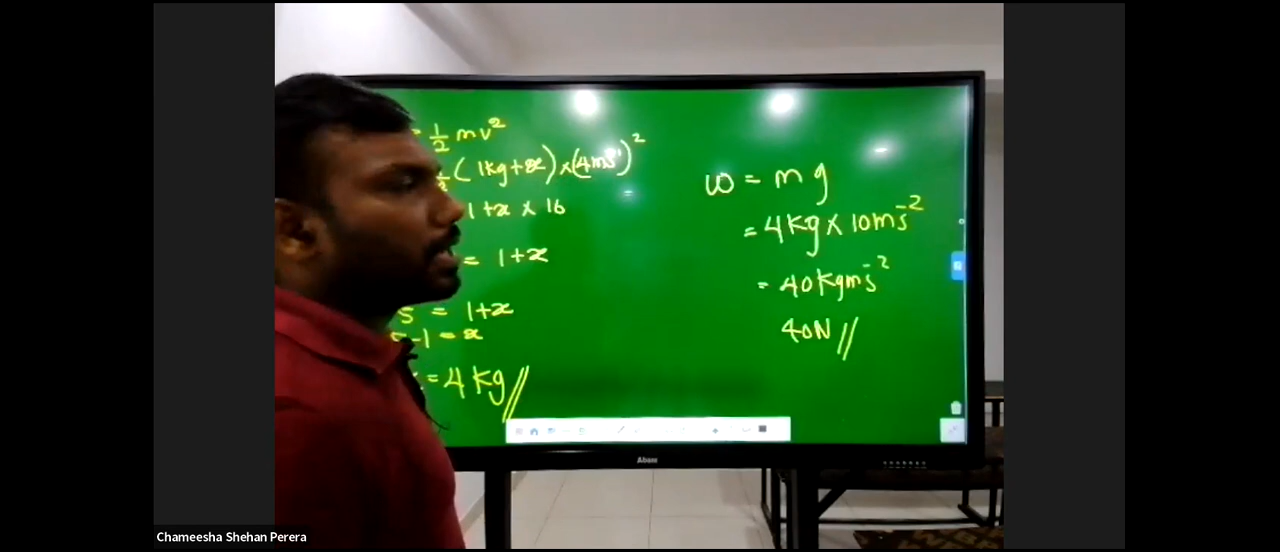 = 1/2 mv²
1/2 (1kg+x) × (4ms⁻¹)²
1+x × 16
= 1+x
5 = 1+x
5-1 = x
= 4 kg //
w = mg
= 4kg × 10ms⁻²
= 40kgms⁻²
40N //
Abans
Chameesha Shehan Perera